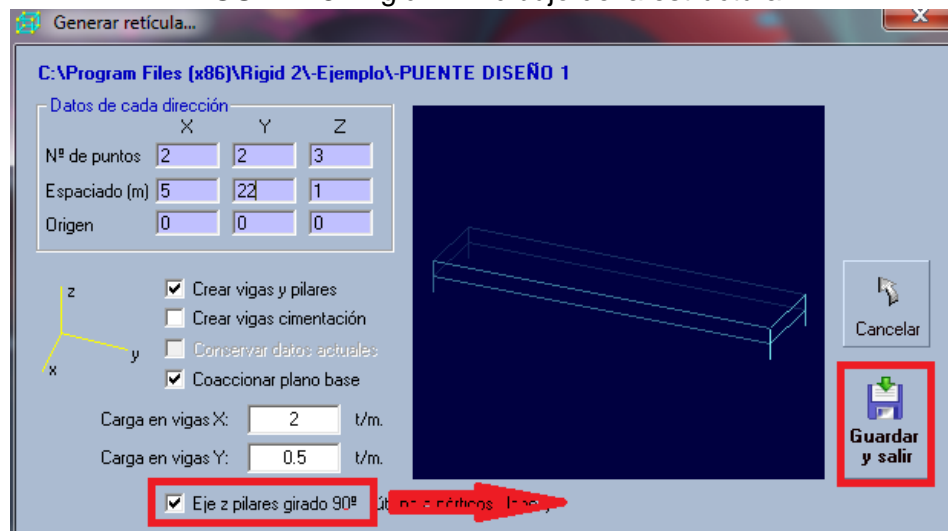 Generar retícula...
C:\Program Files (x86)\Rigid 2\-Ejemplo\-PUENTE DISEÑO 1
Datos de cada dirección
X Y Z
Nº de puntos 2 2 3
Espaciado (m) 5 22 1
Origen 0 0 0
z
y
x
Crear vigas y pilares
Crear vigas cimentación
Conservar datos actuales
Coaccionar plano base
Carga en vigas X: 2 t/m.
Carga en vigas Y: 0.5 t/m.
Eje z pilares girado 90º
Cancelar
Guardar
y salir